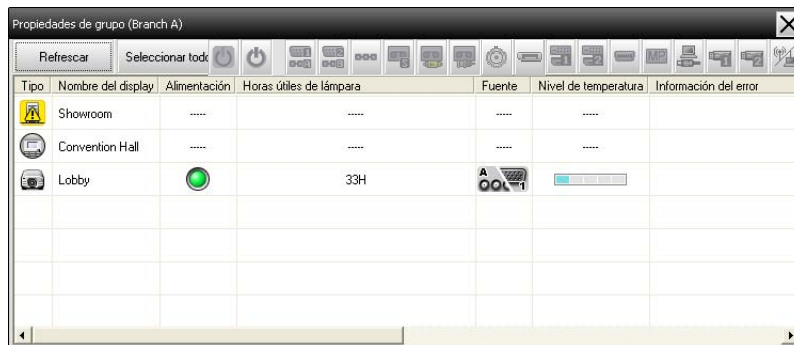 Propiedades de grupo (Branch A)
Refrescar Seleccionar todo
Tipo Nombre del display Alimentación Horas útiles de lámpara Fuente Nivel de temperatura Información del error
Showroom ----- ----- ----- -----
Convention Hall ----- ----- ----- -----
Lobby 33H A 1